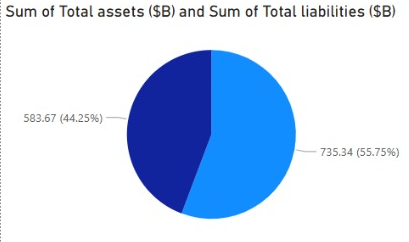 Sum of Total assets ($B) and Sum of Total liabilities ($B)
583.67 (44.25%)
735.34 (55.75%)